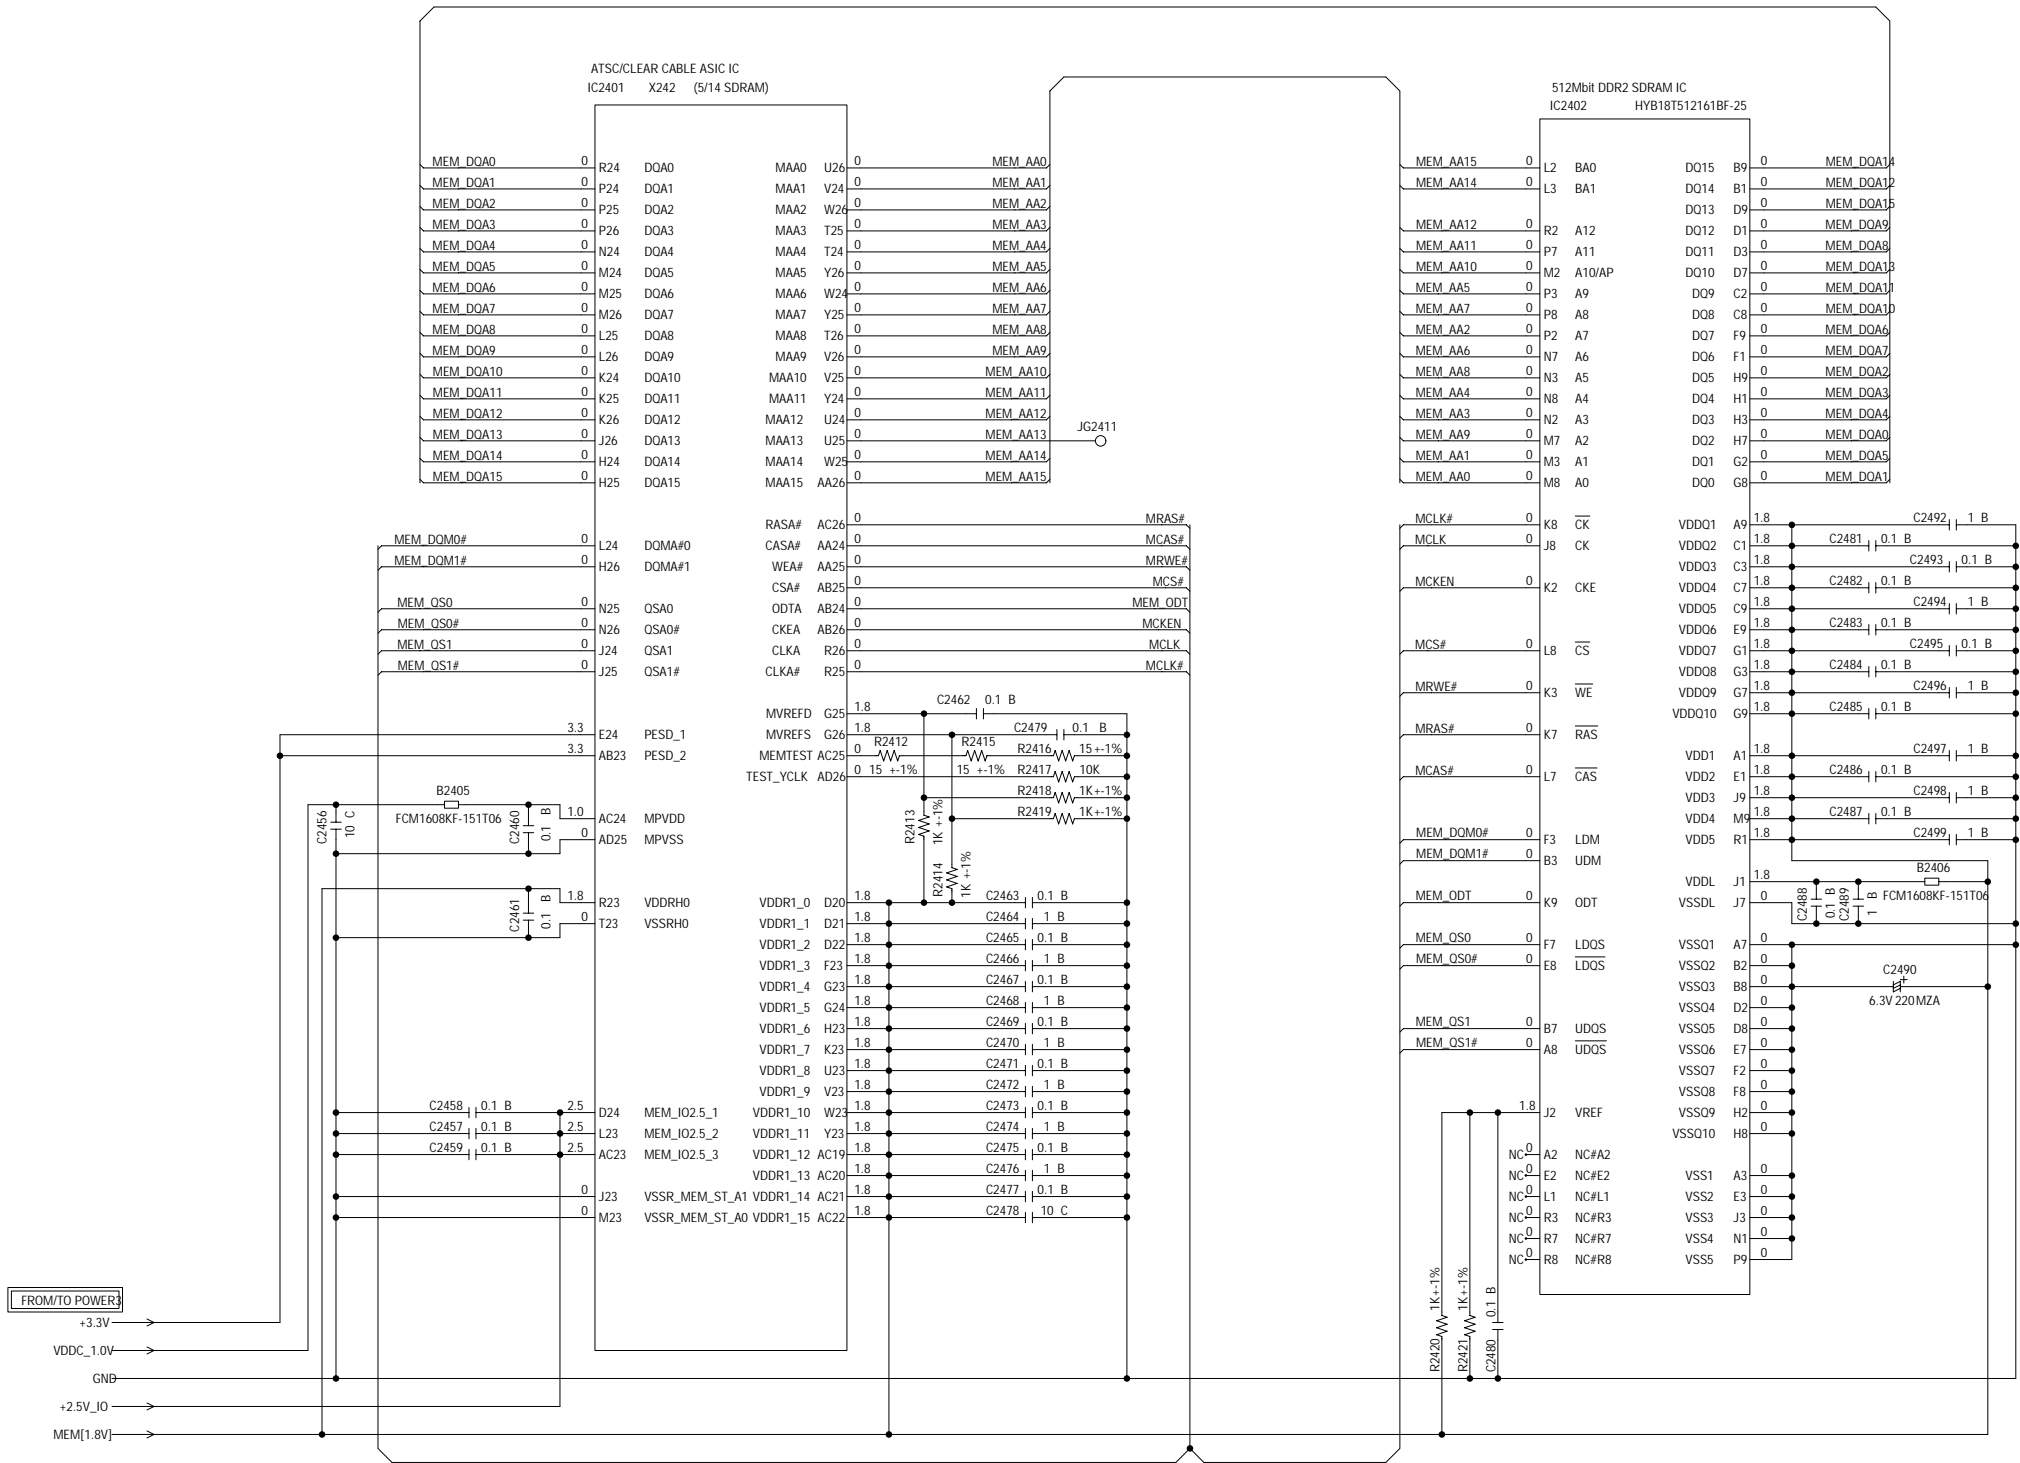 ATSC/CLEAR CABLE ASIC IC
IC2401 X242 (5/14 SDRAM)
512Mbit DDR2 SDRAM IC
IC2402 HYB18T512161BF-25
MEM_DQA0 0 R24 DQA0 MAA0 U26 0 MEM_AA0
MEM_DQA1 0 P24 DQA1 MAA1 V24 0 MEM_AA1
MEM_DQA2 0 P25 DQA2 MAA2 W26 0 MEM_AA2
MEM_DQA3 0 P26 DQA3 MAA3 T25 0 MEM_AA3
MEM_DQA4 0 N24 DQA4 MAA4 T24 0 MEM_AA4
MEM_DQA5 0 M24 DQA5 MAA5 Y26 0 MEM_AA5
MEM_DQA6 0 M25 DQA6 MAA6 W24 0 MEM_AA6
MEM_DQA7 0 M26 DQA7 MAA7 Y25 0 MEM_AA7
MEM_DQA8 0 L25 DQA8 MAA8 T26 0 MEM_AA8
MEM_DQA9 0 L26 DQA9 MAA9 V26 0 MEM_AA9
MEM_DQA10 0 K24 DQA10 MAA10 V25 0 MEM_AA10
MEM_DQA11 0 K25 DQA11 MAA11 Y24 0 MEM_AA11
MEM_DQA12 0 K26 DQA12 MAA12 U24 0 MEM_AA12
MEM_DQA13 0 J26 DQA13 MAA13 U25 0 MEM_AA13 JG2411
MEM_DQA14 0 H24 DQA14 MAA14 W25 0 MEM_AA14
MEM_DQA15 0 H25 DQA15 MAA15 AA26 0 MEM_AA15
RASA# AC26 0 MRAS#
MEM_DQM0# 0 L24 DQMA#0 CASA# AA24 0 MCAS#
MEM_DQM1# 0 H26 DQMA#1 WEA# AA25 0 MRWE#
CSA# AB25 0 MCS#
MEM_QS0 0 N25 QSA0 ODTA AB24 0 MEM_ODT
MEM_QS0# 0 N26 QSA0# CKEA AB26 0 MCKEN
MEM_QS1 0 J24 QSA1 CLKA R26 0 MCLK
MEM_QS1# 0 J25 QSA1# CLKA# R25 0 MCLK#
MVREFD G25 1.8 C2462 0.1 B
3.3 E24 PESD_1 MVREFS G26 1.8 C2479 0.1 B
3.3 AB23 PESD_2 MEMTEST AC25 0 R2412 15 +-1% R2415 15 +-1% R2416 15 +-1%
TEST_YCLK AD26 0 R2417 10K
R2418 1K+-1%
R2419 1K+-1%
R2413 1K +-1%
R2414 1K +-1%
B2405
FCM1608KF-151T06
C2456 10 C
C2460 0.1 B
1.0 AC24 MPVDD
0 AD25 MPVSS
C2461 0.1 B
1.8 R23 VDDRH0 VDDR1_0 D20 1.8 C2463 0.1 B
0 T23 VSSRH0 VDDR1_1 D21 1.8 C2464 1 B
VDDR1_2 D22 1.8 C2465 0.1 B
VDDR1_3 F23 1.8 C2466 1 B
VDDR1_4 G23 1.8 C2467 0.1 B
VDDR1_5 G24 1.8 C2468 1 B
VDDR1_6 H23 1.8 C2469 0.1 B
VDDR1_7 K23 1.8 C2470 1 B
VDDR1_8 U23 1.8 C2471 0.1 B
VDDR1_9 V23 1.8 C2472 1 B
C2458 0.1 B 2.5 D24 MEM_IO2.5_1 VDDR1_10 W23 1.8 C2473 0.1 B
C2457 0.1 B 2.5 L23 MEM_IO2.5_2 VDDR1_11 Y23 1.8 C2474 1 B
C2459 0.1 B 2.5 AC23 MEM_IO2.5_3 VDDR1_12 AC19 1.8 C2475 0.1 B
VDDR1_13 AC20 1.8 C2476 1 B
0 J23 VSSR_MEM_ST_A1 VDDR1_14 AC21 1.8 C2477 0.1 B
0 M23 VSSR_MEM_ST_A0 VDDR1_15 AC22 1.8 C2478 10 C
FROM/TO POWER3
+3.3V
VDDC_1.0V
GND
+2.5V_IO
MEM[1.8V]
MEM_AA15 0 L2 BA0 DQ15 B9 0 MEM_DQA14
MEM_AA14 0 L3 BA1 DQ14 B1 0 MEM_DQA12
DQ13 D9 0 MEM_DQA15
MEM_AA12 0 R2 A12 DQ12 D1 0 MEM_DQA9
MEM_AA11 0 P7 A11 DQ11 D3 0 MEM_DQA8
MEM_AA10 0 M2 A10/AP DQ10 D7 0 MEM_DQA13
MEM_AA5 0 P3 A9 DQ9 C2 0 MEM_DQA11
MEM_AA7 0 P8 A8 DQ8 C8 0 MEM_DQA10
MEM_AA2 0 P2 A7 DQ7 F9 0 MEM_DQA6
MEM_AA6 0 N7 A6 DQ6 F1 0 MEM_DQA7
MEM_AA8 0 N3 A5 DQ5 H9 0 MEM_DQA2
MEM_AA4 0 N8 A4 DQ4 H1 0 MEM_DQA3
MEM_AA3 0 N2 A3 DQ3 H3 0 MEM_DQA4
MEM_AA9 0 M7 A2 DQ2 H7 0 MEM_DQA0
MEM_AA1 0 M3 A1 DQ1 G2 0 MEM_DQA5
MEM_AA0 0 M8 A0 DQ0 G8 0 MEM_DQA1
MCLK# 0 K8 CK VDDQ1 A9 1.8 C2492 1 B
MCLK 0 J8 CK VDDQ2 C1 1.8 C2481 0.1 B
VDDQ3 C3 1.8 C2493 0.1 B
MCKEN 0 K2 CKE VDDQ4 C7 1.8 C2482 0.1 B
VDDQ5 C9 1.8 C2494 1 B
VDDQ6 E9 1.8 C2483 0.1 B
MCS# 0 L8 CS VDDQ7 G1 1.8 C2495 0.1 B
VDDQ8 G3 1.8 C2484 0.1 B
MRWE# 0 K3 WE VDDQ9 G7 1.8 C2496 1 B
VDDQ10 G9 1.8 C2485 0.1 B
MRAS# 0 K7 RAS
VDD1 A1 1.8 C2497 1 B
MCAS# 0 L7 CAS VDD2 E1 1.8 C2486 0.1 B
VDD3 J9 1.8 C2498 1 B
VDD4 M9 1.8 C2487 0.1 B
MEM_DQM0# 0 F3 LDM VDD5 R1 1.8 C2499 1 B
MEM_DQM1# 0 B3 UDM
VDDL J1 1.8 C2488 0.1 B C2489 1 B B2406 FCM1608KF-151T06
MEM_ODT 0 K9 ODT VSSDL J7 0
MEM_QS0 0 F7 LDQS VSSQ1 A7 0
MEM_QS0# 0 E8 LDQS VSSQ2 B2 0
VSSQ3 B8 0 C2490 + 6.3V 220 MZA
VSSQ4 D2 0
MEM_QS1 0 B7 UDQS VSSQ5 D8 0
MEM_QS1# 0 A8 UDQS VSSQ6 E7 0
VSSQ7 F2 0
VSSQ8 F8 0
1.8 J2 VREF VSSQ9 H2 0
VSSQ10 H8 0
NC 0 A2 NC#A2
NC 0 E2 NC#E2 VSS1 A3 0
NC 0 L1 NC#L1 VSS2 E3 0
NC 0 R3 NC#R3 VSS3 J3 0
NC 0 R7 NC#R7 VSS4 N1 0
NC 0 R8 NC#R8 VSS5 P9 0
R2420 1K+-1%
R2421 1K+-1%
C2480 0.1 B